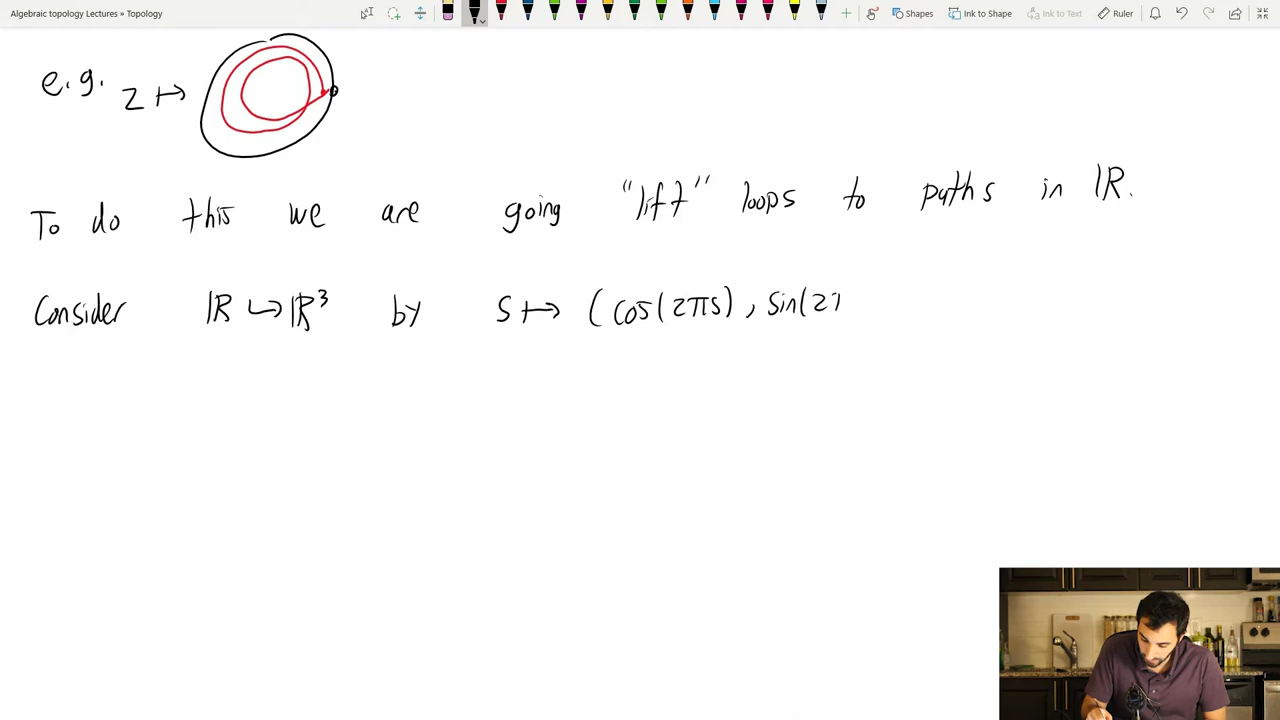 Algebraic topology Lectures » Topology
Shapes
Ink to Shape
Ink to Text
Ruler
e.g. 2 ↦
To do this we are going "lift" loops to paths in ℝ.
Consider ℝ ↪ ℝ³ by s ↦ (cos(2πs), sin(2